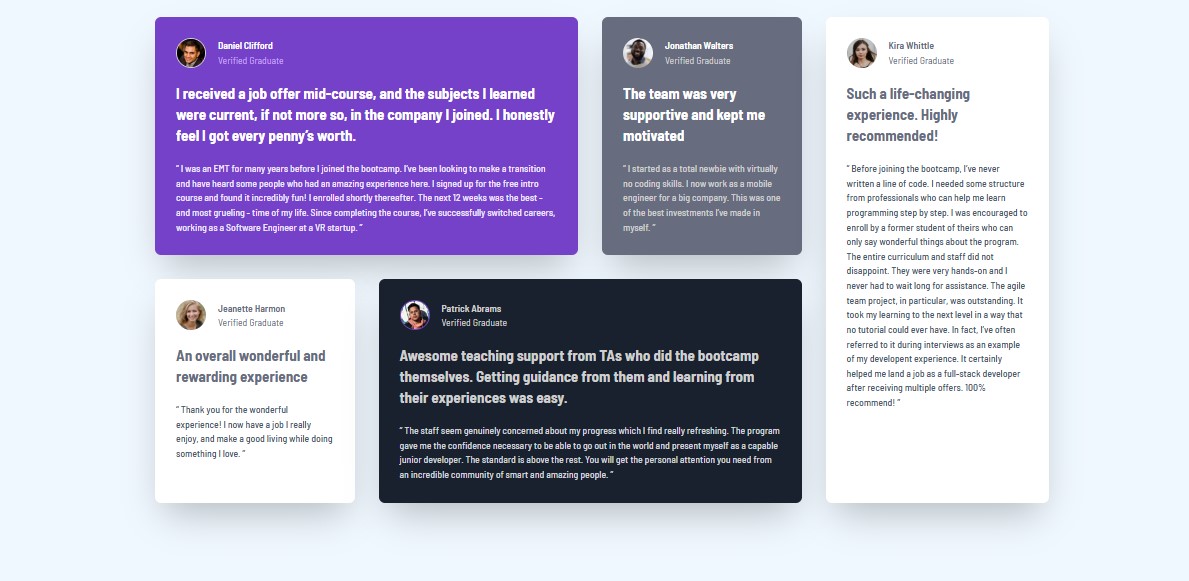 Daniel Clifford
Verified Graduate
I received a job offer mid-course, and the subjects I learned
were current, if not more so, in the company I joined. I honestly
feel I got every penny’s worth.
“ I was an EMT for many years before I joined the bootcamp. I’ve been looking to make a transition
and have heard some people who had an amazing experience here. I signed up for the free intro
course and found it incredibly fun! I enrolled shortly thereafter. The next 12 weeks was the best -
and most grueling - time of my life. Since completing the course, I’ve successfully switched careers,
working as a Software Engineer at a VR startup. ”
Jonathan Walters
Verified Graduate
The team was very
supportive and kept me
motivated
“ I started as a total newbie with virtually
no coding skills. I now work as a mobile
engineer for a big company. This was one
of the best investments I’ve made in
myself. ”
Kira Whittle
Verified Graduate
Such a life-changing
experience. Highly
recommended!
“ Before joining the bootcamp, I’ve never
written a line of code. I needed some structure
from professionals who can help me learn
programming step by step. I was encouraged to
enroll by a former student of theirs who can
only say wonderful things about the program.
The entire curriculum and staff did not
disappoint. They were very hands-on and I
never had to wait long for assistance. The agile
team project, in particular, was outstanding. It
took my learning to the next level in a way that
no tutorial could ever have. In fact, I’ve often
referred to it during interviews as an example
of my developent experience. It certainly
helped me land a job as a full-stack developer
after receiving multiple offers. 100%
recommend! ”
Jeanette Harmon
Verified Graduate
An overall wonderful and
rewarding experience
“ Thank you for the wonderful
experience! I now have a job I really
enjoy, and make a good living while doing
something I love. ”
Patrick Abrams
Verified Graduate
Awesome teaching support from TAs who did the bootcamp
themselves. Getting guidance from them and learning from
their experiences was easy.
“ The staff seem genuinely concerned about my progress which I find really refreshing. The program
gave me the confidence necessary to be able to go out in the world and present myself as a capable
junior developer. The standard is above the rest. You will get the personal attention you need from
an incredible community of smart and amazing people. ”